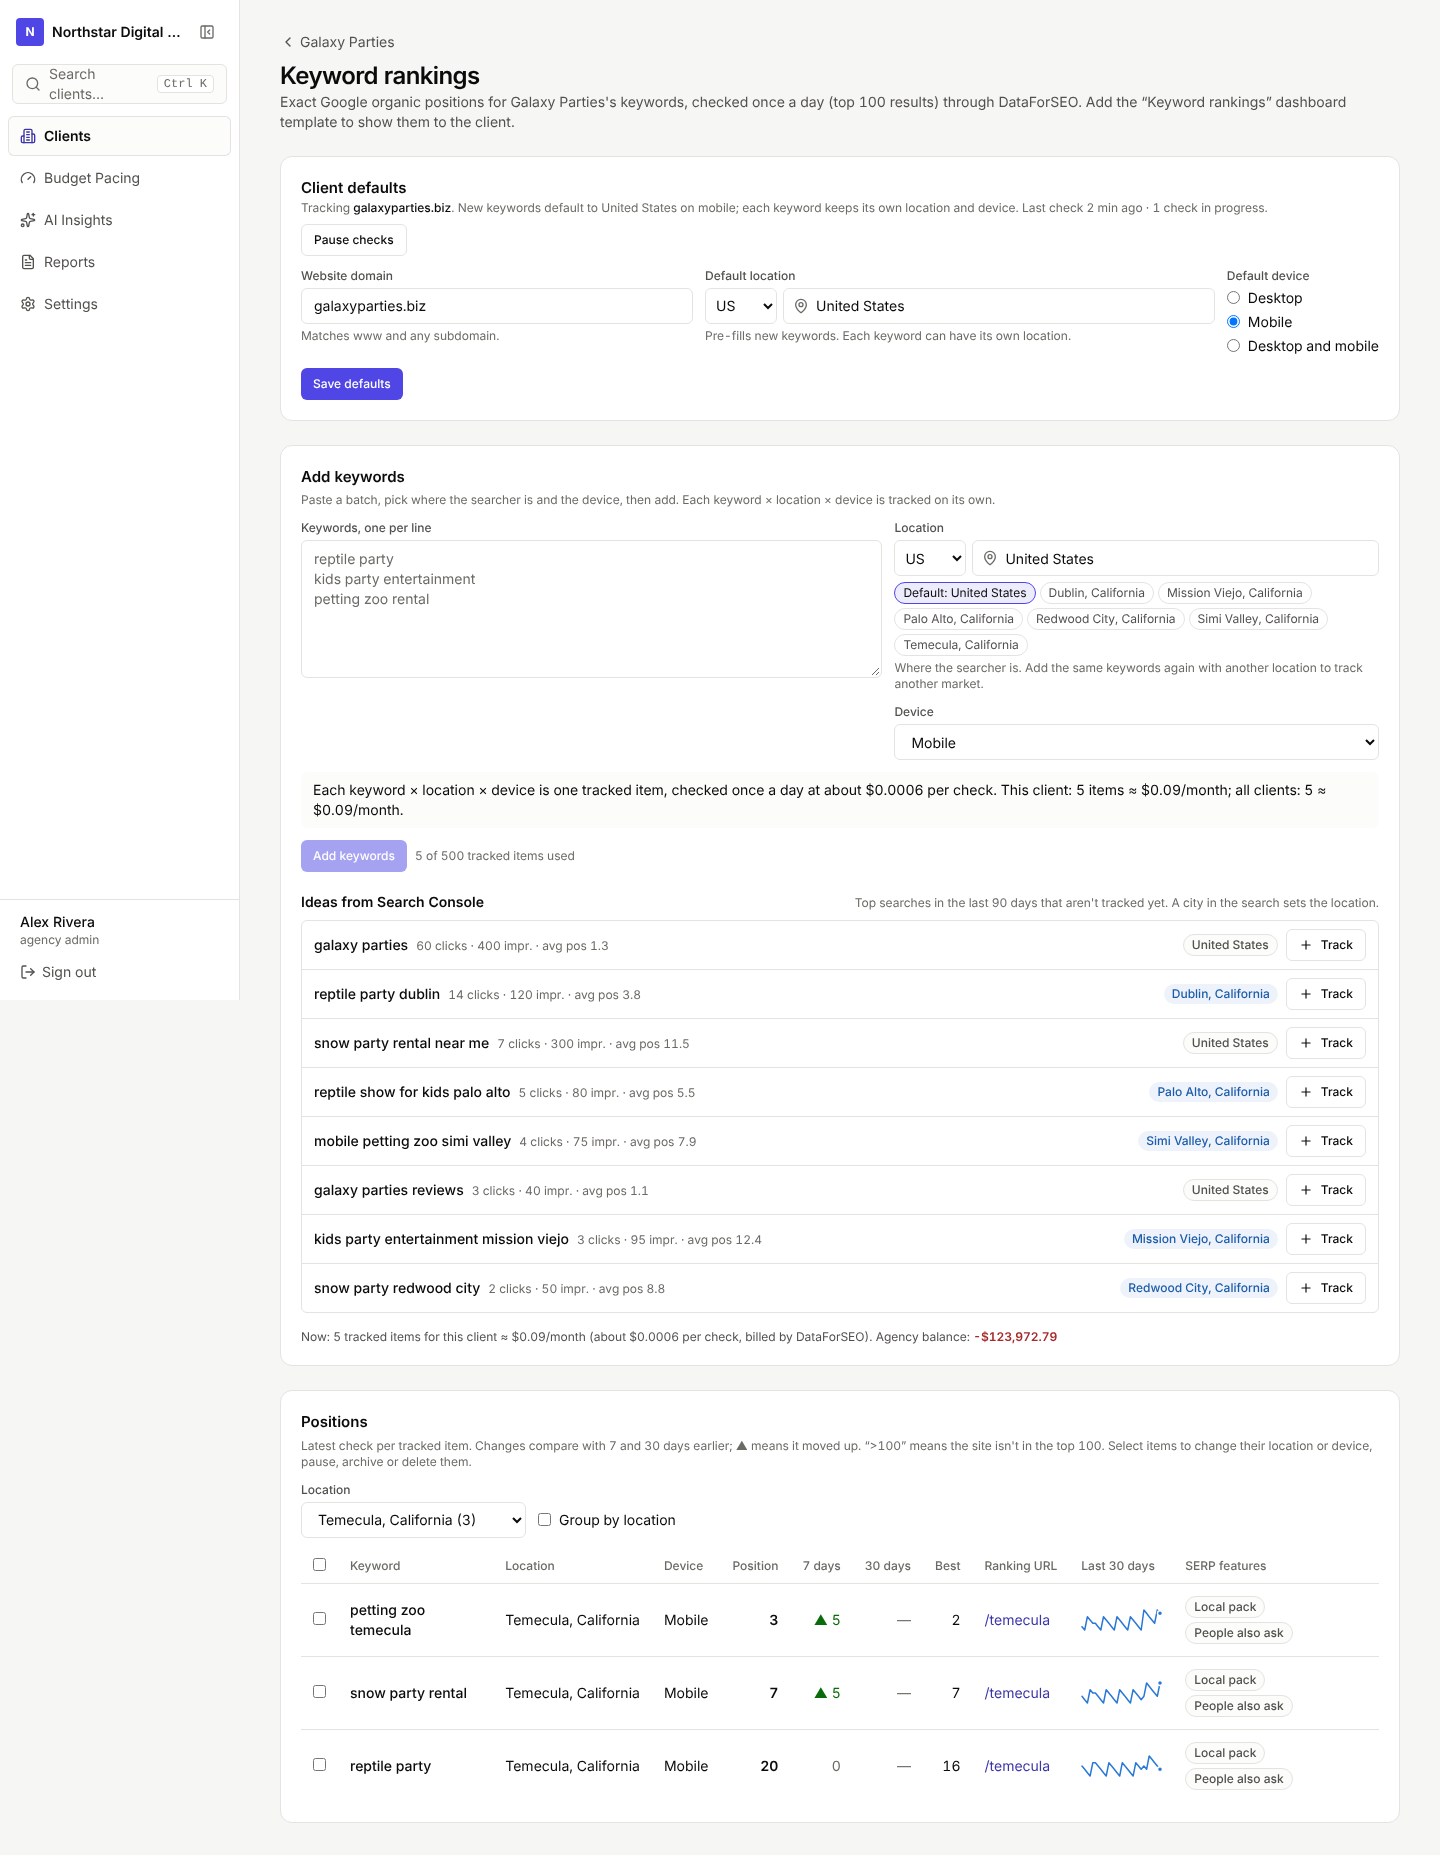 N Northstar Digital ...
Search clients... Ctrl K
Clients
Budget Pacing
AI Insights
Reports
Settings
Alex Rivera
agency admin
Sign out
Galaxy Parties
Keyword rankings
Exact Google organic positions for Galaxy Parties's keywords, checked once a day (top 100 results) through DataForSEO. Add the “Keyword rankings” dashboard
template to show them to the client.
Client defaults
Tracking galaxyparties.biz. New keywords default to United States on mobile; each keyword keeps its own location and device. Last check 2 min ago · 1 check in progress.
Pause checks
Website domain
galaxyparties.biz
Matches www and any subdomain.
Default location
US United States
Pre-fills new keywords. Each keyword can have its own location.
Default device
Desktop
Mobile
Desktop and mobile
Save defaults
Add keywords
Paste a batch, pick where the searcher is and the device, then add. Each keyword × location × device is tracked on its own.
Keywords, one per line
reptile party
kids party entertainment
petting zoo rental
Location
US United States
Default: United States Dublin, California Mission Viejo, California
Palo Alto, California Redwood City, California Simi Valley, California
Temecula, California
Where the searcher is. Add the same keywords again with another location to track
another market.
Device
Mobile
Each keyword × location × device is one tracked item, checked once a day at about $0.0006 per check. This client: 5 items ≈ $0.09/month; all clients: 5 ≈
$0.09/month.
Add keywords 5 of 500 tracked items used
Ideas from Search Console Top searches in the last 90 days that aren't tracked yet. A city in the search sets the location.
galaxy parties 60 clicks · 400 impr. · avg pos 1.3 United States + Track
reptile party dublin 14 clicks · 120 impr. · avg pos 3.8 Dublin, California + Track
snow party rental near me 7 clicks · 300 impr. · avg pos 11.5 United States + Track
reptile show for kids palo alto 5 clicks · 80 impr. · avg pos 5.5 Palo Alto, California + Track
mobile petting zoo simi valley 4 clicks · 75 impr. · avg pos 7.9 Simi Valley, California + Track
galaxy parties reviews 3 clicks · 40 impr. · avg pos 1.1 United States + Track
kids party entertainment mission viejo 3 clicks · 95 impr. · avg pos 12.4 Mission Viejo, California + Track
snow party redwood city 2 clicks · 50 impr. · avg pos 8.8 Redwood City, California + Track
Now: 5 tracked items for this client ≈ $0.09/month (about $0.0006 per check, billed by DataForSEO). Agency balance: -$123,972.79
Positions
Latest check per tracked item. Changes compare with 7 and 30 days earlier; ▲ means it moved up. “>100” means the site isn't in the top 100. Select items to change their location or device,
pause, archive or delete them.
Location
Temecula, California (3) Group by location
Keyword Location Device Position 7 days 30 days Best Ranking URL Last 30 days SERP features
petting zoo temecula Temecula, California Mobile 3 ▲ 5 — 2 /temecula Local pack People also ask
snow party rental Temecula, California Mobile 7 ▲ 5 — 7 /temecula Local pack People also ask
reptile party Temecula, California Mobile 20 0 — 16 /temecula Local pack People also ask